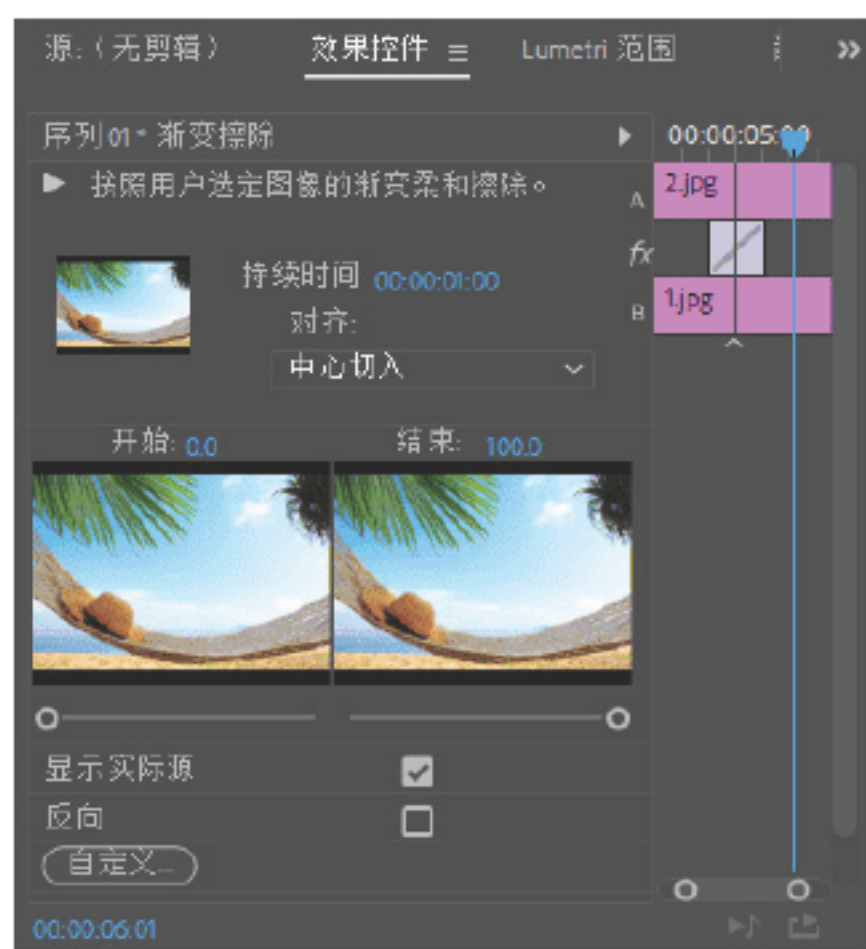 源:（无剪辑） 效果控件 ≡ Lumetri 范围 »
序列 01 * 渐变擦除 00:00:05:00
按照用户选定图像的渐变柔和擦除。 A 2.jpg
fx
持续时间 00:00:01:00
对齐: B 1.jpg
中心切入
开始: 0.0 结束: 100.0
显示实际源
反向
自定义...
00:00:06:01